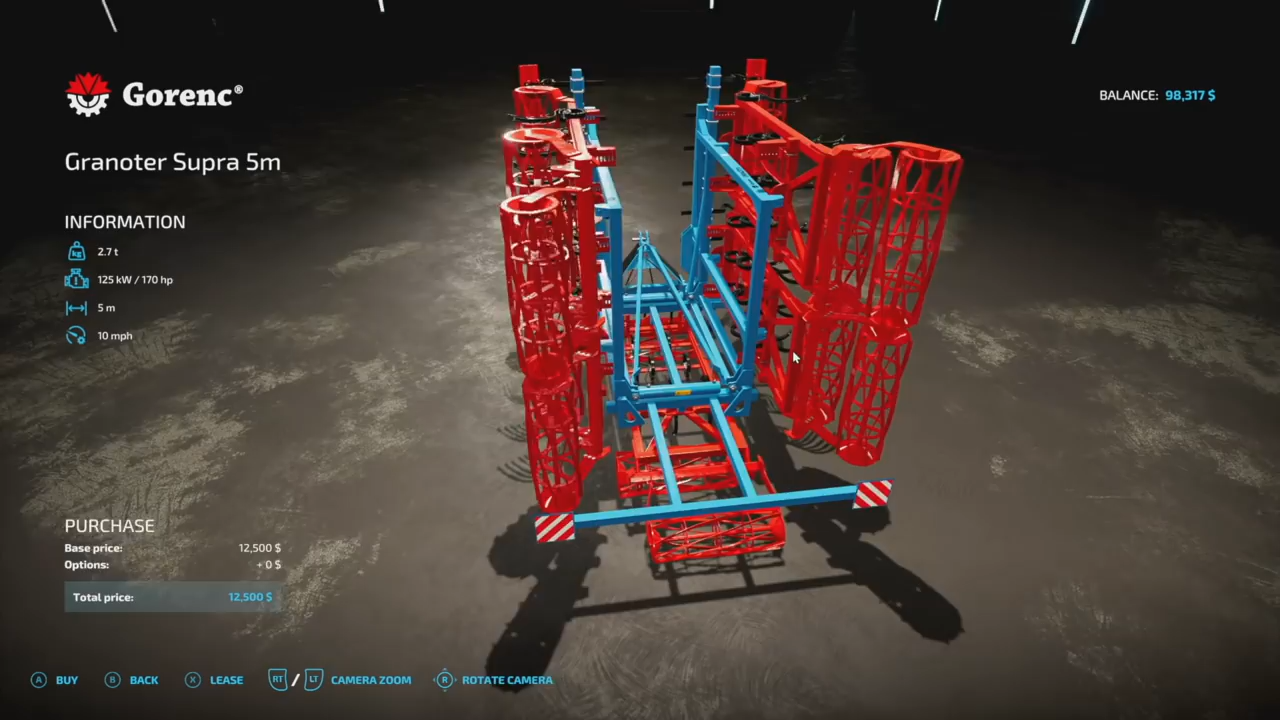 Gorenc®
BALANCE: 98,317 $
Granoter Supra 5m
INFORMATION
kg 2.7 t
125 kW / 170 hp
5 m
10 mph
PURCHASE
Base price: 12,500 $
Options: + 0 $
Total price: 12,500 $
A BUY B BACK X LEASE RT / LT CAMERA ZOOM R ROTATE CAMERA